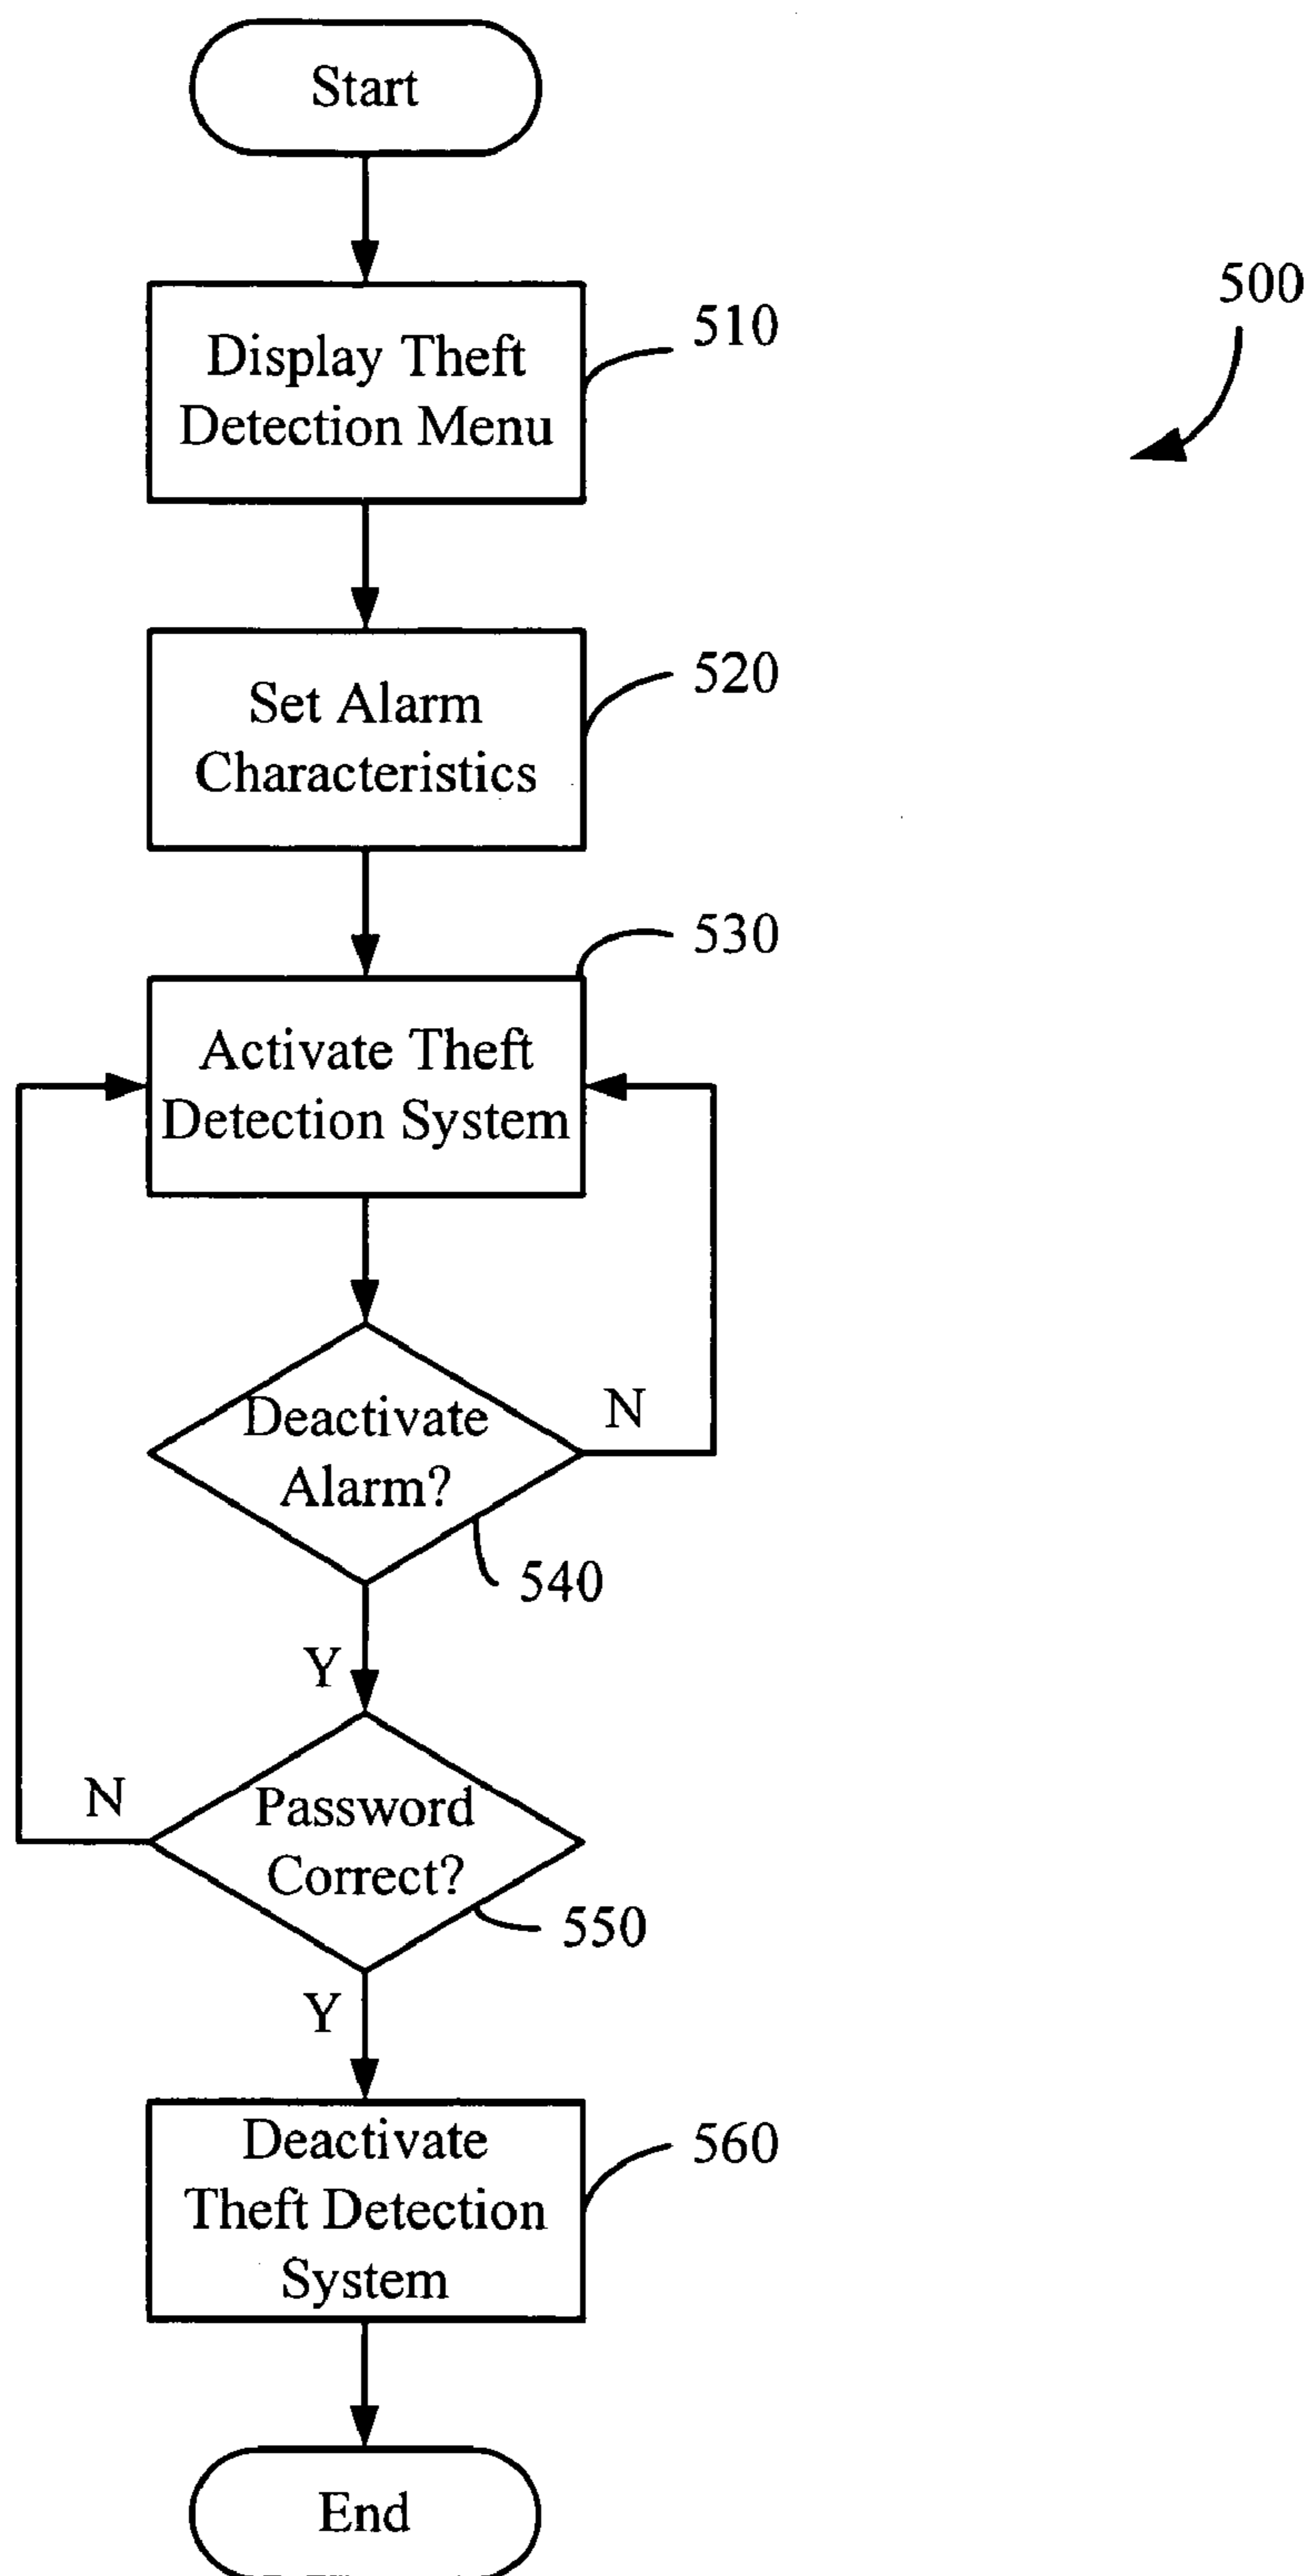 Start
500
Display Theft
Detection Menu
510
Set Alarm
Characteristics
520
530
Activate Theft
Detection System
Deactivate
Alarm?
N
540
Y
Password
Correct?
N
550
Y
Deactivate
Theft Detection
System
560
End